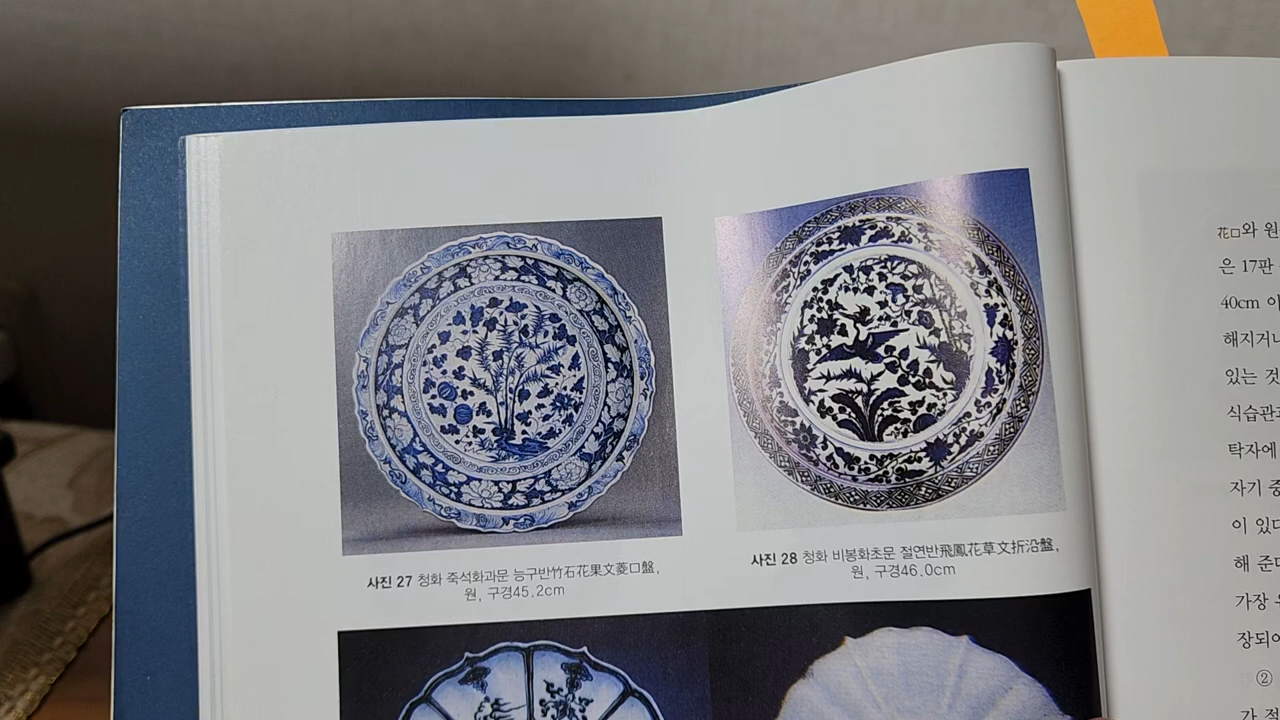 사진 27 청화 죽석화과문 능구반竹石花果文菱口盤,
원, 구경45.2cm
사진 28 청화 비봉화초문 절연반飛鳳花草文折沿盤,
원, 구경46.0cm
花口와 원
은 17판
40cm 이
해지거나
있는 것
식습관
탁자에
자기 중
이 있다
해 준다
가장
장되어
②
가